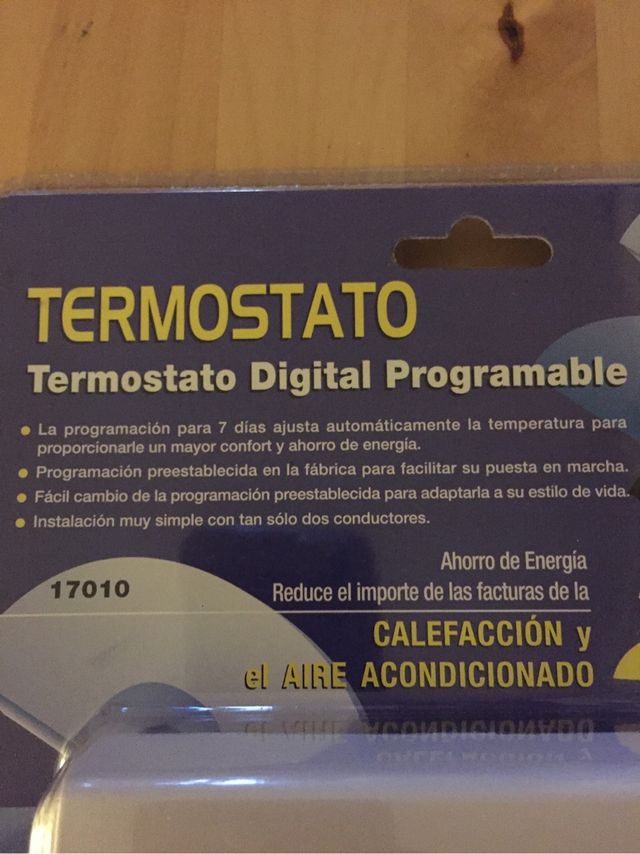 TERMOSTATO
Termostato Digital Programable
• La programación para 7 días ajusta automáticamente la temperatura para
proporcionarle un mayor confort y ahorro de energía.
• Programación preestablecida en la fábrica para facilitar su puesta en marcha.
• Fácil cambio de la programación preestablecida para adaptarla a su estilo de vida.
• Instalación muy simple con tan sólo dos conductores.
Ahorro de Energía
17010
Reduce el importe de las facturas de la
CALEFACCIÓN y
el AIRE ACONDICIONADO